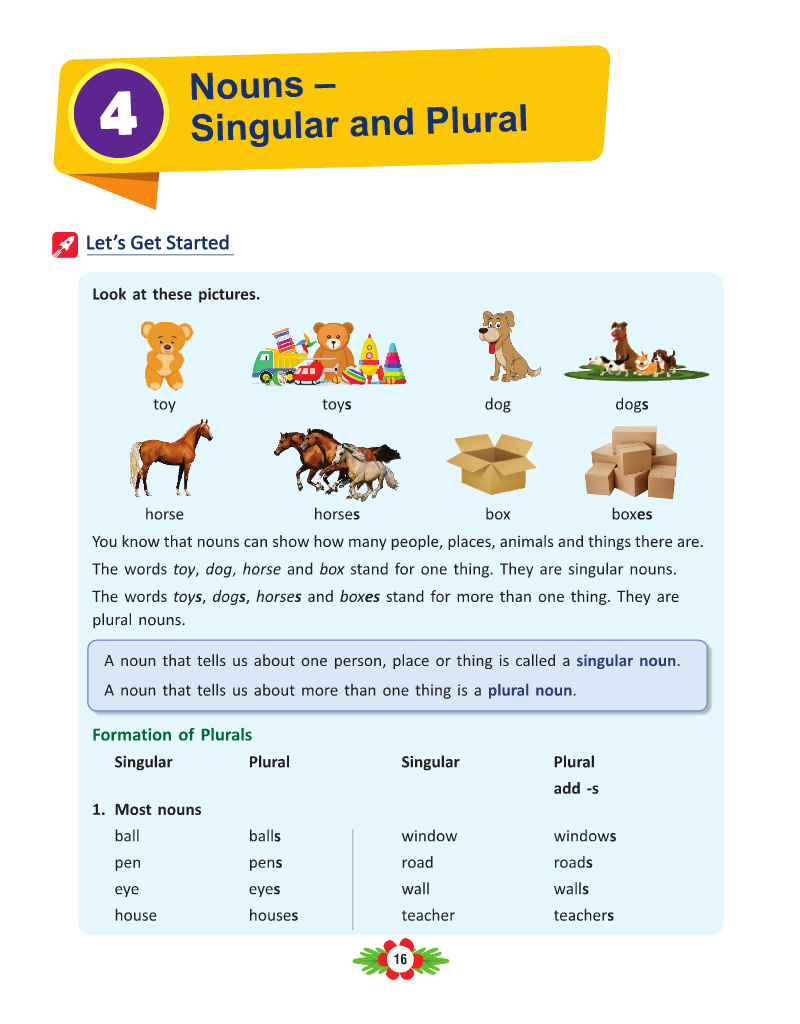 4
Nouns –
Singular and Plural
Let's Get Started
Look at these pictures.
toy toys dog dogs
horse horses box boxes
You know that nouns can show how many people, places, animals and things there are.
The words toy, dog, horse and box stand for one thing. They are singular nouns.
The words toys, dogs, horses and boxes stand for more than one thing. They are
plural nouns.
A noun that tells us about one person, place or thing is called a singular noun.
A noun that tells us about more than one thing is a plural noun.
Formation of Plurals
Singular Plural Singular Plural
add -s
1. Most nouns
ball balls window windows
pen pens road roads
eye eyes wall walls
house houses teacher teachers
16